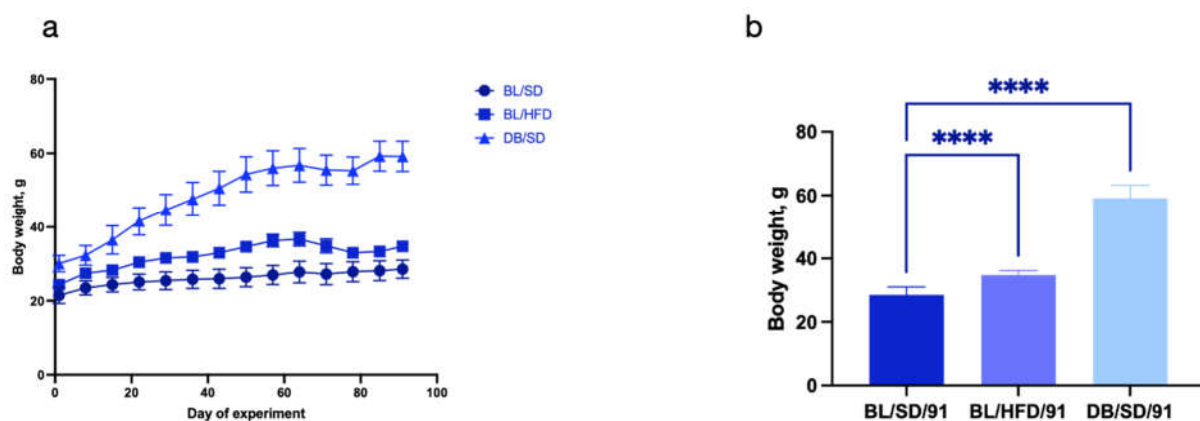 a
80
60
40
20
0
Body weight, g
0 20 40 60 80 100
Day of experiment
BL/SD
BL/HFD
DB/SD
b
****
****
80
60
40
20
0
Body weight, g
BL/SD/91 BL/HFD/91 DB/SD/91